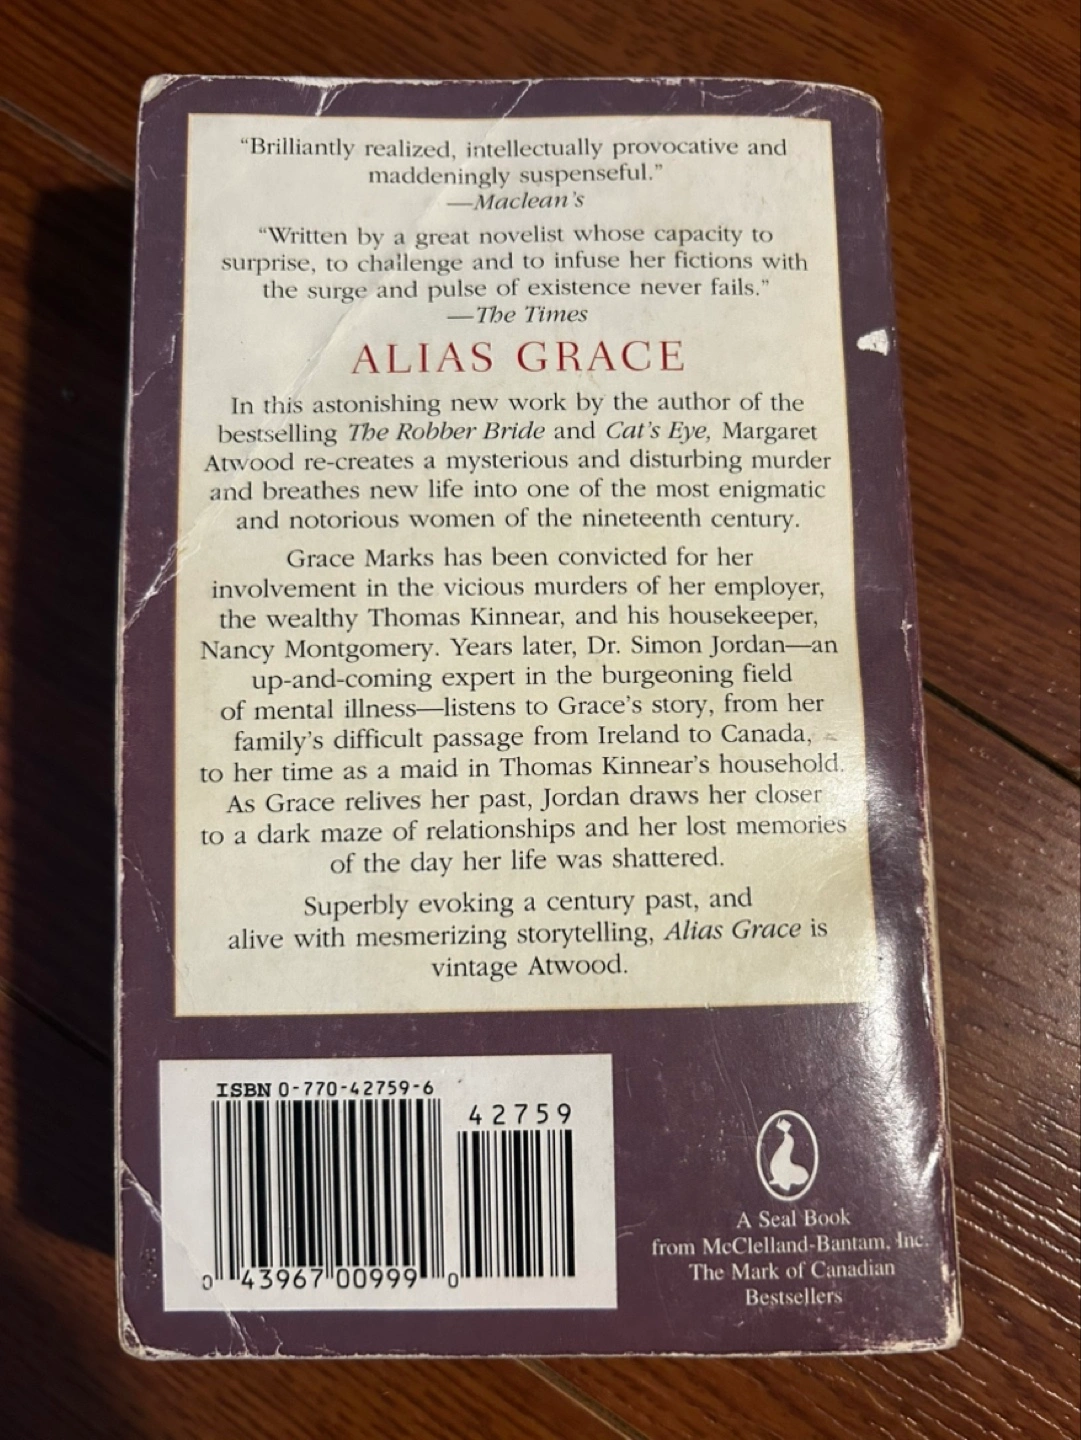 “Brilliantly realized, intellectually provocative and
maddeningly suspenseful.”
—Maclean’s
“Written by a great novelist whose capacity to
surprise, to challenge and to infuse her fictions with
the surge and pulse of existence never fails.”
—The Times
ALIAS GRACE
In this astonishing new work by the author of the
bestselling The Robber Bride and Cat’s Eye, Margaret
Atwood re-creates a mysterious and disturbing murder
and breathes new life into one of the most enigmatic
and notorious women of the nineteenth century.
Grace Marks has been convicted for her
involvement in the vicious murders of her employer,
the wealthy Thomas Kinnear, and his housekeeper,
Nancy Montgomery. Years later, Dr. Simon Jordan—an
up-and-coming expert in the burgeoning field
of mental illness—listens to Grace’s story, from her
family’s difficult passage from Ireland to Canada,
to her time as a maid in Thomas Kinnear’s household.
As Grace relives her past, Jordan draws her closer
to a dark maze of relationships and her lost memories
of the day her life was shattered.
Superbly evoking a century past, and
alive with mesmerizing storytelling, Alias Grace is
vintage Atwood.
ISBN 0-770-42759-6
42759
0 43967 00999 0
A Seal Book
from McClelland-Bantam, Inc.
The Mark of Canadian
Bestsellers